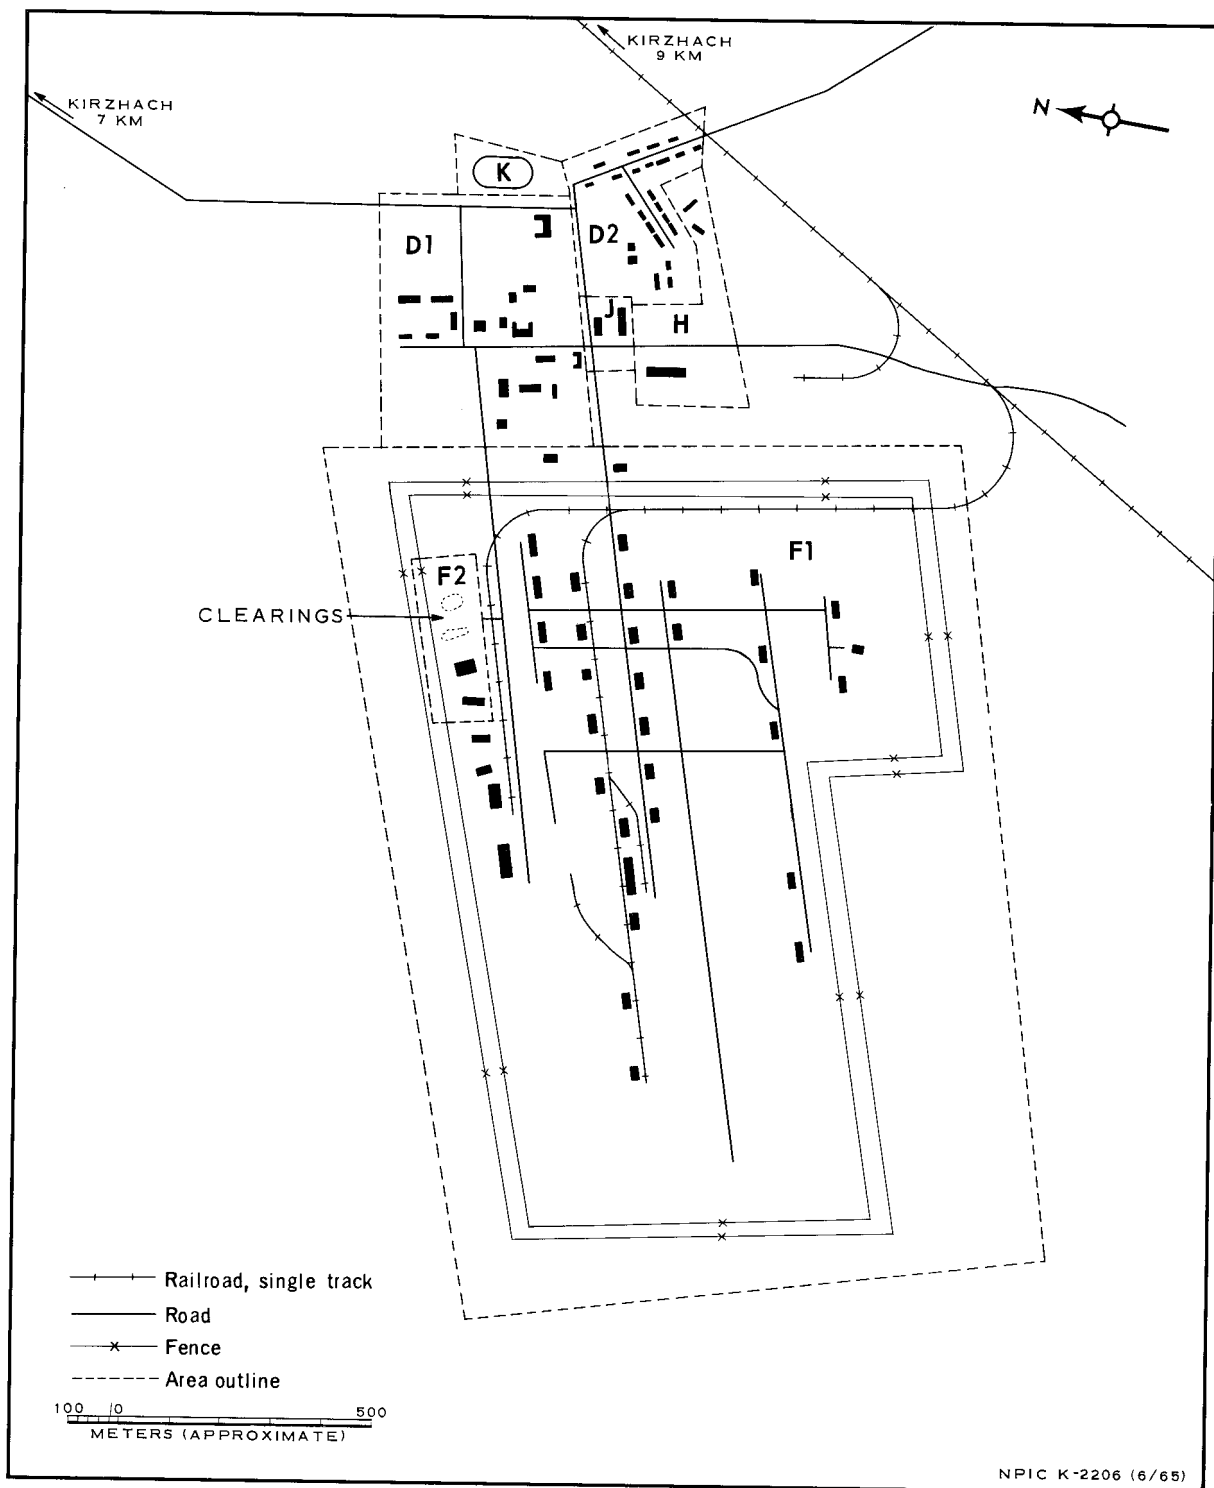 KIRZHACH
9 KM
KIRZHACH
7 KM
N
K
D1
D2
J
H
F1
F2
CLEARINGS
Railroad, single track
Road
Fence
Area outline
100 0 500
METERS (APPROXIMATE)
NPIC K-2206 (6/65)